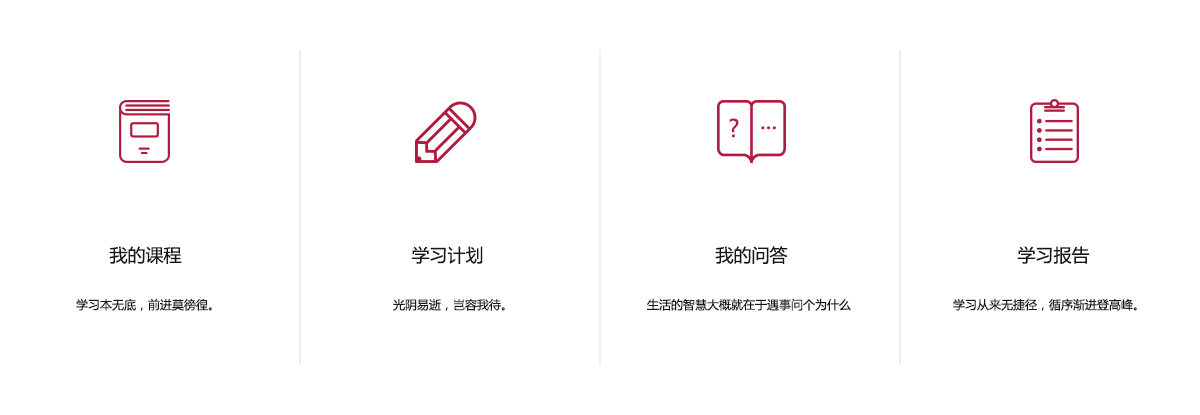 我的课程
学习本无底，前进莫徬徨。
学习计划
光阴易逝，岂容我待。
?
...
我的问答
生活的智慧大概就在于遇事问个为什么
学习报告
学习从来无捷径，循序渐进登高峰。